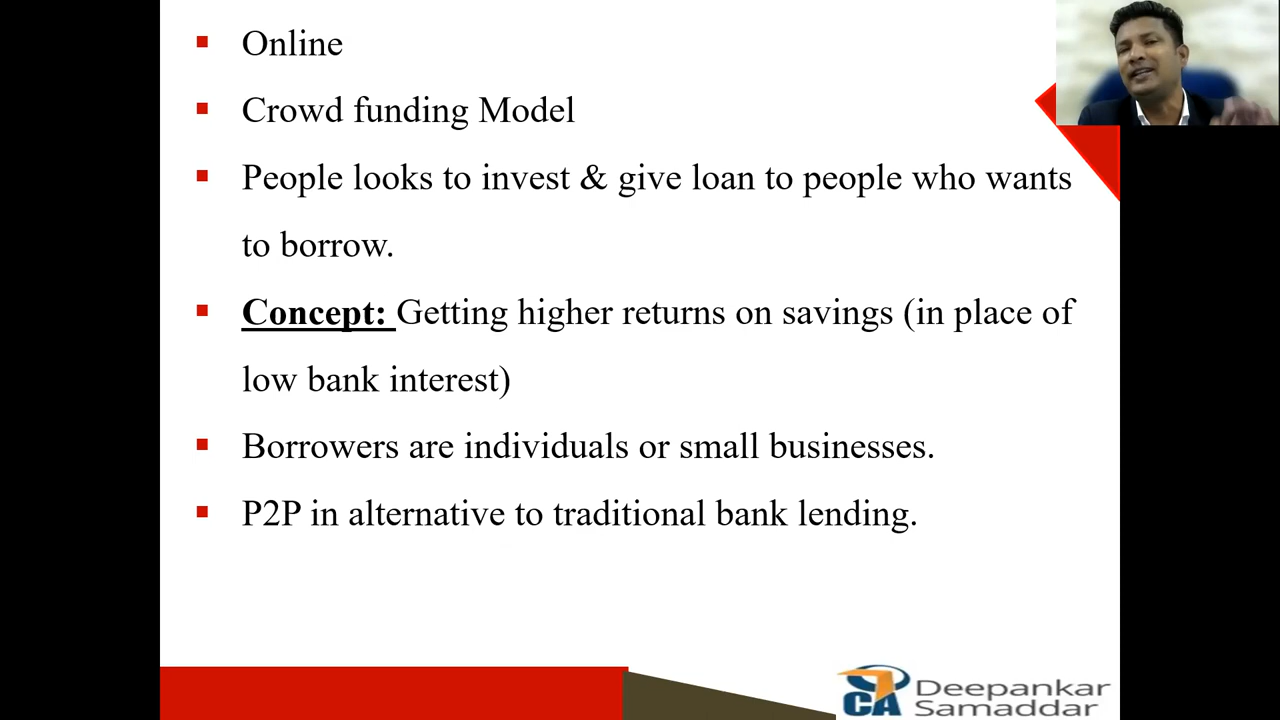 Online
Crowd funding Model
People looks to invest & give loan to people who wants
to borrow.
Concept: Getting higher returns on savings (in place of
low bank interest)
Borrowers are individuals or small businesses.
P2P in alternative to traditional bank lending.
CA Deepankar
Samaddar